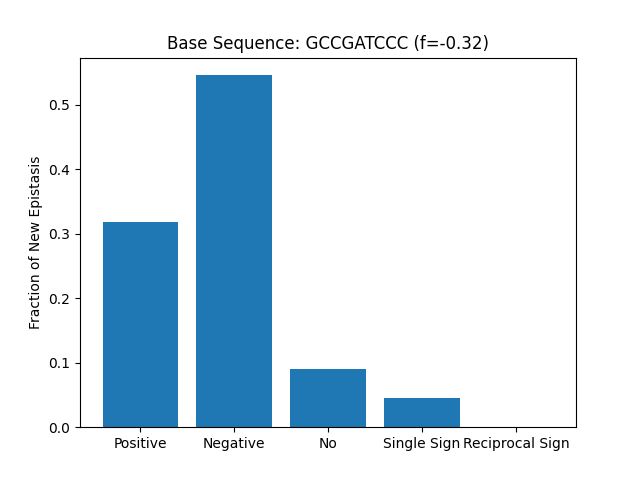 Base Sequence: GCCGATCCC (f=-0.32)
Fraction of New Epistasis
0.5
0.4
0.3
0.2
0.1
0.0
Positive Negative No Single Sign Reciprocal Sign